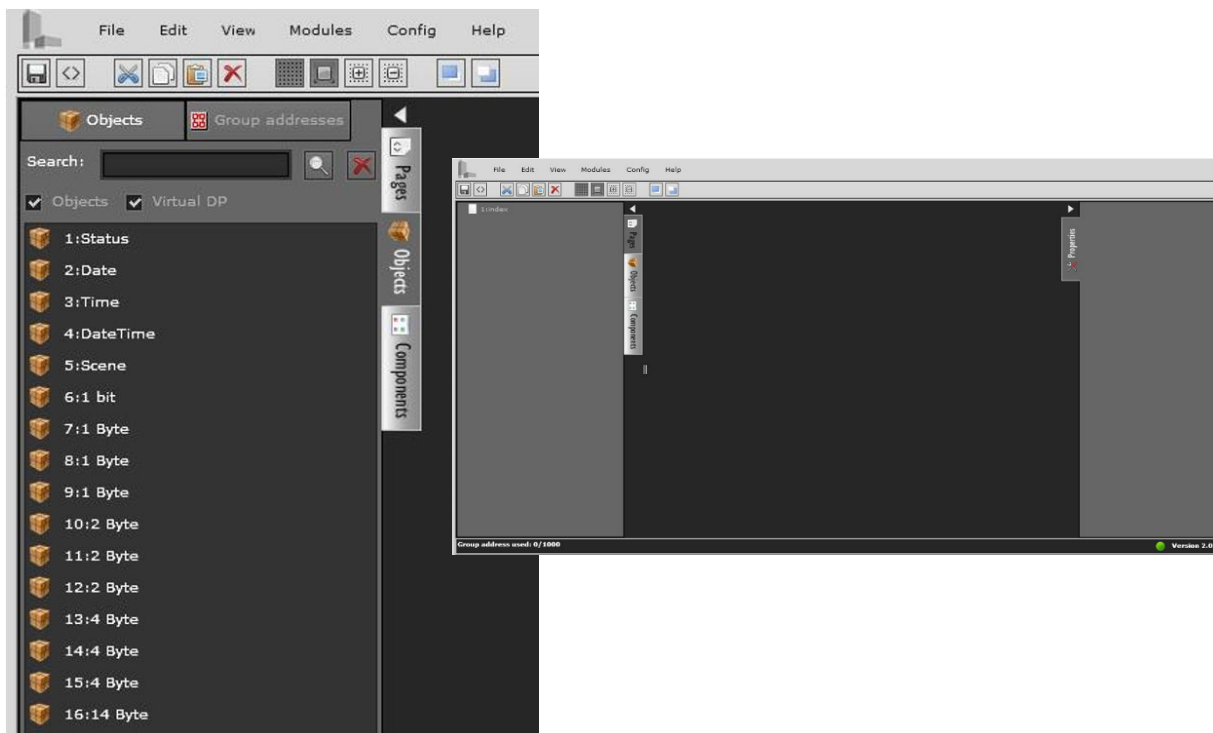 File Edit View Modules Config Help
Objects Group addresses
Search:
Objects Virtual DP
1:Status
2:Date
3:Time
4:DateTime
5:Scene
6:1 bit
7:1 Byte
8:1 Byte
9:1 Byte
10:2 Byte
11:2 Byte
12:2 Byte
13:4 Byte
14:4 Byte
15:4 Byte
16:14 Byte
Pages
Objects
Components
File Edit View Modules Config Help
1:index
Pages
Objects
Components
Properties
Group address used: 0/1000
Version 2.0